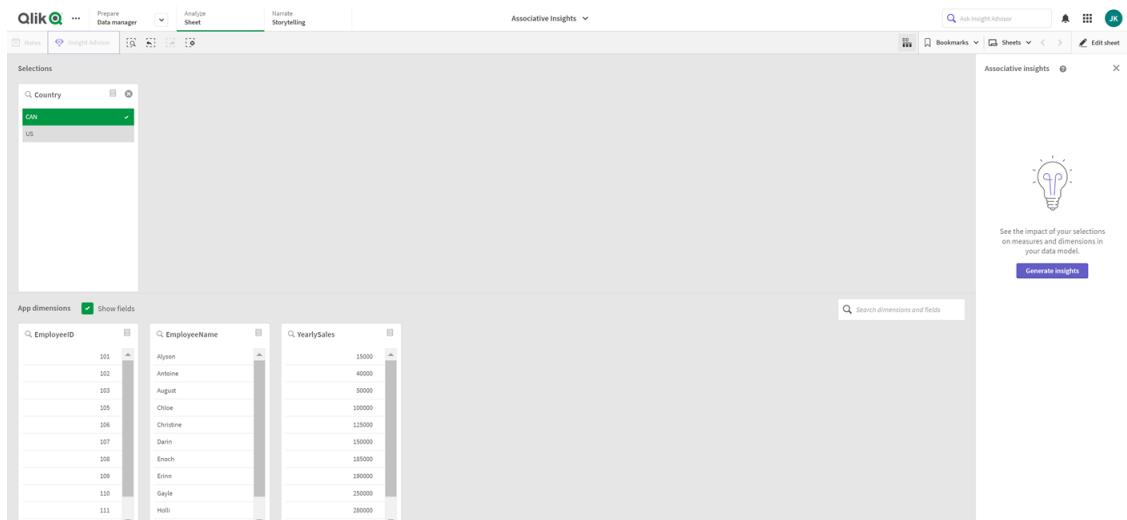 Qlik
Prepare
Data manager
Analyze
Sheet
Narrate
Storytelling
Associative Insights
Ask Insight Advisor
JK
Notes
Insight Advisor
Bookmarks
Sheets
Edit sheet
Selections
Associative insights
Country
CAN
US
See the impact of your selections
on measures and dimensions in
your data model.
Generate insights
App dimensions
Show fields
Search dimensions and fields
EmployeeID
EmployeeName
YearlySales
101 Alyson 15000
102 Antoine 40000
103 August 50000
105 Chloe 100000
106 Christine 125000
107 Darin 150000
108 Enoch 185000
109 Erinn 190000
110 Gayle 250000
111 Holli 280000